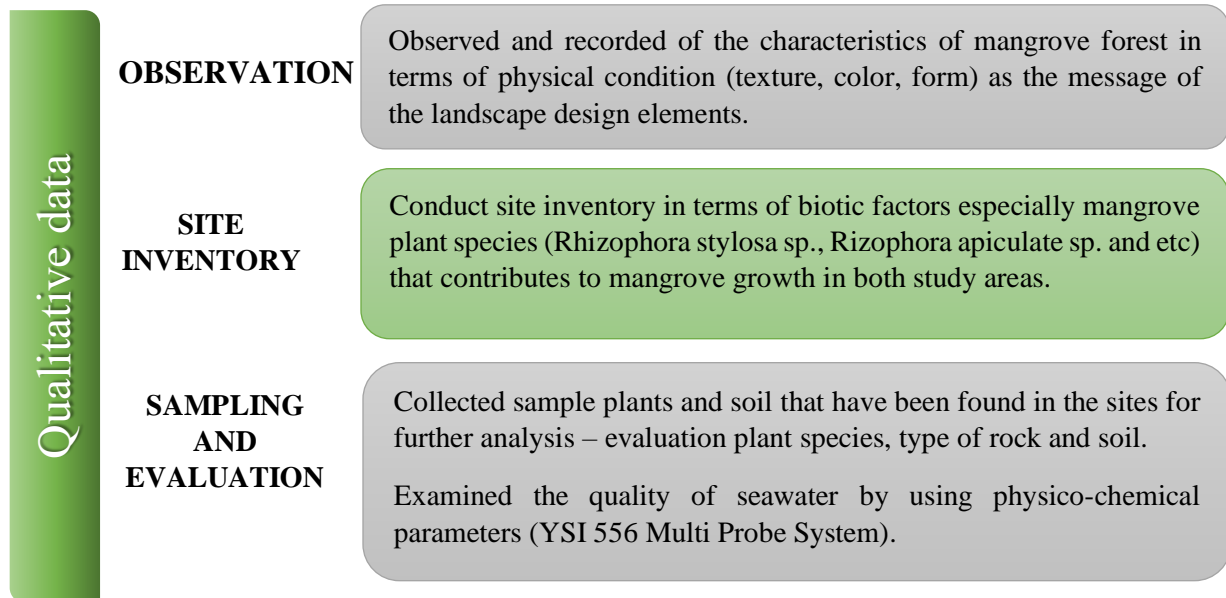 Qualitative data
OBSERVATION
Observed and recorded of the characteristics of mangrove forest in
terms of physical condition (texture, color, form) as the message of
the landscape design elements.
SITE
INVENTORY
Conduct site inventory in terms of biotic factors especially mangrove
plant species (Rhizophora stylosa sp., Rizophora apiculate sp. and etc)
that contributes to mangrove growth in both study areas.
SAMPLING
AND
EVALUATION
Collected sample plants and soil that have been found in the sites for
further analysis – evaluation plant species, type of rock and soil.
Examined the quality of seawater by using physico-chemical
parameters (YSI 556 Multi Probe System).